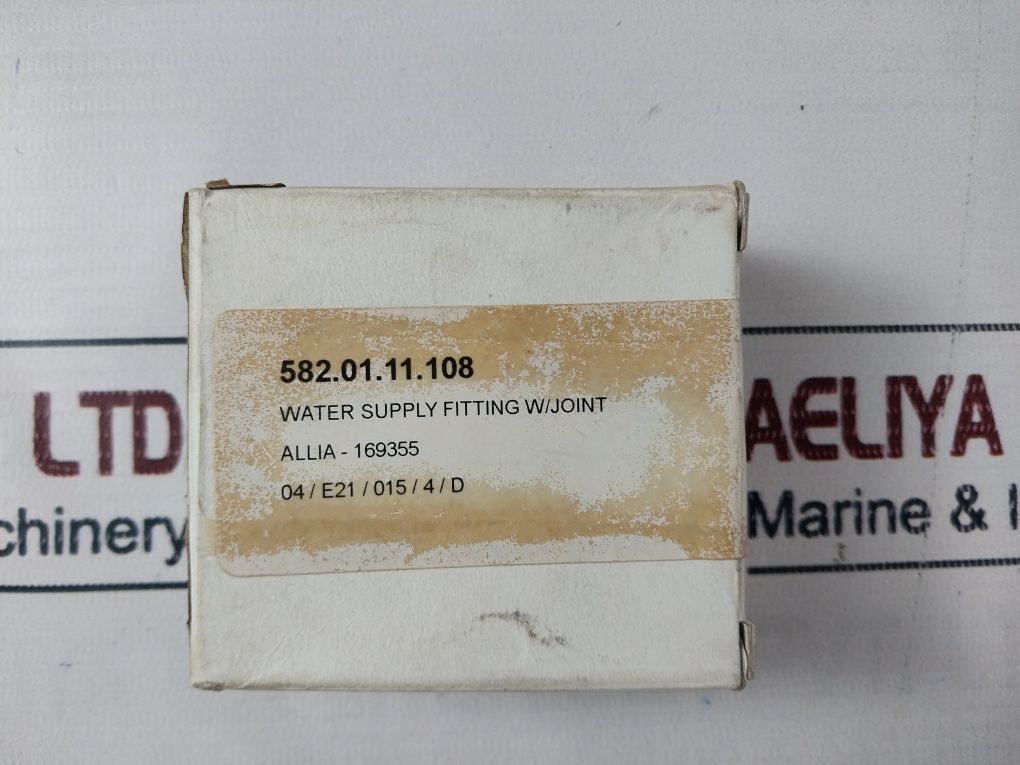 582.01.11.108
WATER SUPPLY FITTING W/JOINT
ALLIA - 169355
04 / E21 / 015 / 4 / D
LTD
AELIYA
chinery
Marine &